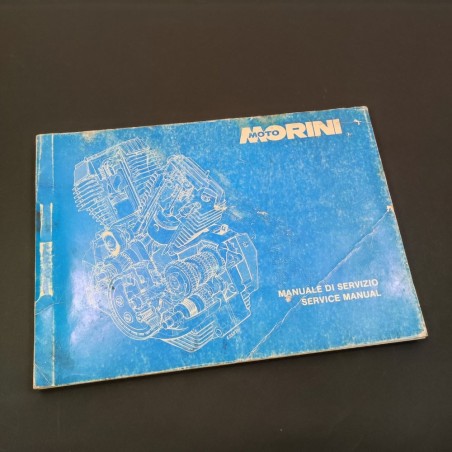 MOTO
MORINI
MANUALE DI SERVIZIO
SERVICE MANUAL